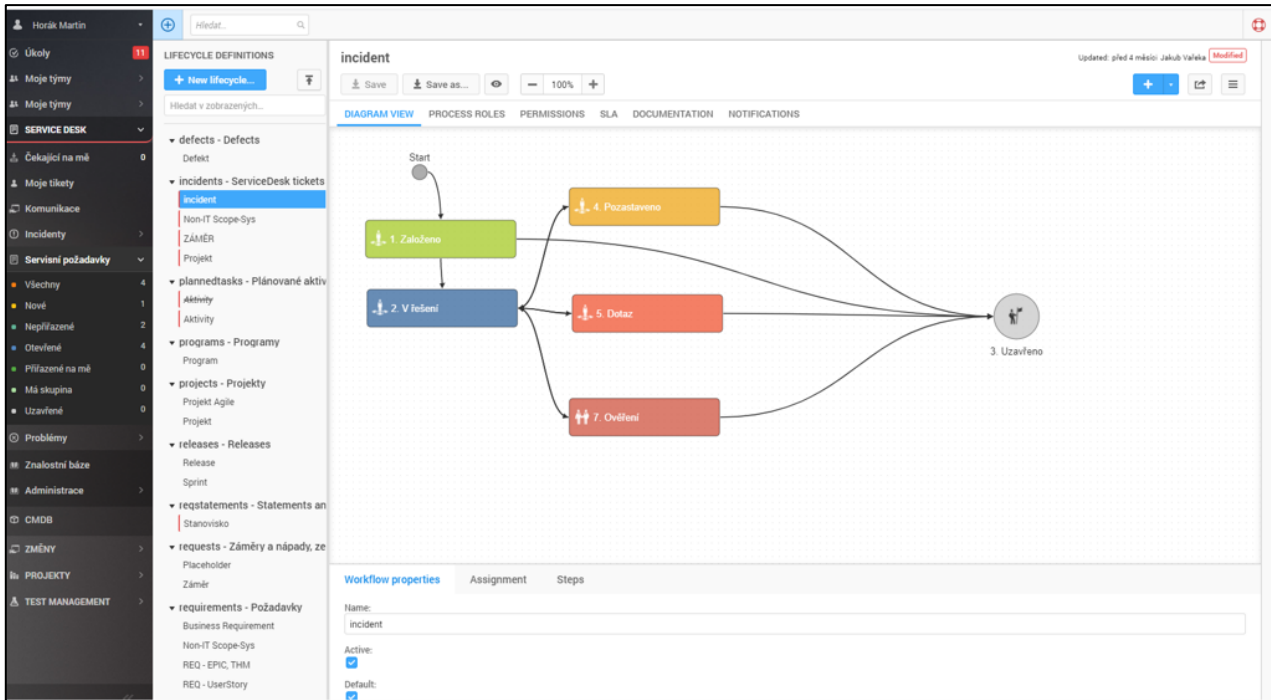 Horák Martin
Hledat...
Úkoly 11
Moje týmy
Moje týmy
SERVICE DESK
Čekající na mě 0
Moje tikety
Komunikace
Incidenty
Servisní požadavky
Všechny 4
Nové 1
Nepřiřazené 2
Otevřené 4
Přiřazené na mě 0
Má skupina 0
Uzavřené 0
Problémy
Znalostní báze
Administrace
CMDB
ZMĚNY
PROJEKTY
TEST MANAGEMENT
LIFECYCLE DEFINITIONS
New lifecycle...
Hledat v zobrazených...
defects - Defects
Defekt
incidents - ServiceDesk tickets
incident
Non-IT Scope-Sys
ZÁMĚR
Projekt
plannedtasks - Plánované aktiv
Aktivity
Aktivity
programs - Programy
Program
projects - Projekty
Projekt Agile
Projekt
releases - Releases
Release
Sprint
reqstatements - Statements an
Stanovisko
requests - Záměry a nápady, ze
Placeholder
Záměr
requirements - Požadavky
Business Requirement
Non-IT Scope-Sys
REQ - EPIC, THM
REQ - UserStory
incident
Updated: před 4 měsíci Jakub Vařeka Modified
Save Save as... 100%
DIAGRAM VIEW PROCESS ROLES PERMISSIONS SLA DOCUMENTATION NOTIFICATIONS
Start
4. Pozastaveno
1. Založeno
2. V řešení
5. Dotaz
3. Uzavřeno
7. Ověření
Workflow properties Assignment Steps
Name:
incident
Active:
Default: